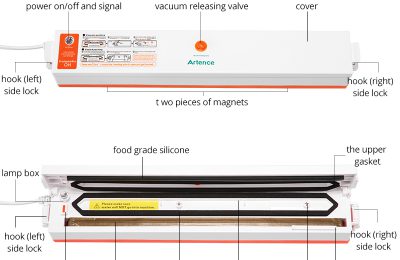 power on/off and signal
vacuum releasing valve
cover
hook (left)
side lock
Artence
hook (right)
side lock
t wo pieces of magnets
food grade silicone
the upper
gasket
lamp box
hook (left)
side lock
hook (right)
side lock